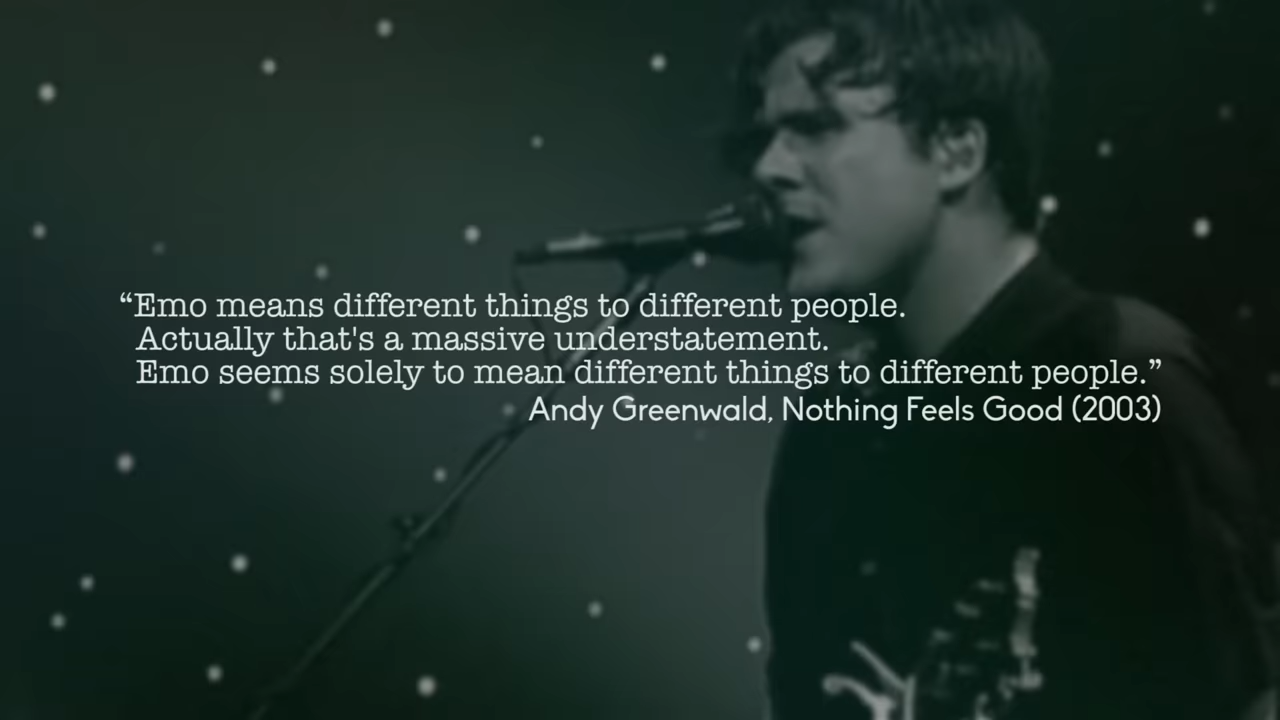 “Emo means different things to different people.
Actually that's a massive understatement.
Emo seems solely to mean different things to different people.”
Andy Greenwald, Nothing Feels Good (2003)